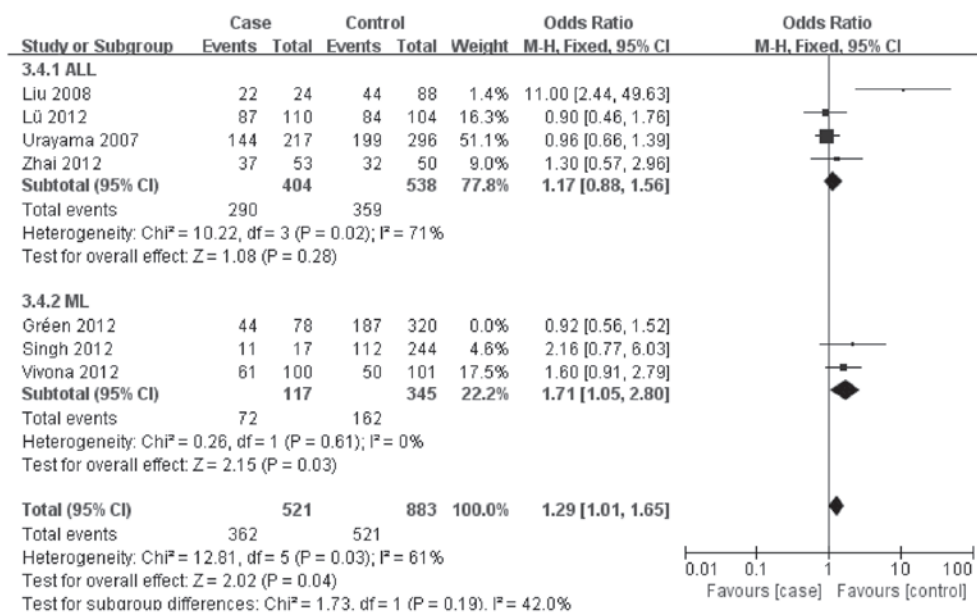 Case Control Odds Ratio Odds Ratio
Study or Subgroup Events Total Events Total Weight M-H, Fixed, 95% CI M-H, Fixed, 95% CI
3.4.1 ALL
Liu 2008 22 24 44 88 1.4% 11.00 [2.44, 49.63]
Lü 2012 87 110 84 104 16.3% 0.90 [0.46, 1.76]
Urayama 2007 144 217 199 296 51.1% 0.96 [0.66, 1.39]
Zhai 2012 37 53 32 50 9.0% 1.30 [0.57, 2.96]
Subtotal (95% CI) 404 538 77.8% 1.17 [0.88, 1.56]
Total events 290 359
Heterogeneity: Chi² = 10.22, df = 3 (P = 0.02); I² = 71%
Test for overall effect: Z = 1.08 (P = 0.28)
3.4.2 ML
Gréen 2012 44 78 187 320 0.0% 0.92 [0.56, 1.52]
Singh 2012 11 17 112 244 4.6% 2.16 [0.77, 6.03]
Vivona 2012 61 100 50 101 17.5% 1.60 [0.91, 2.79]
Subtotal (95% CI) 117 345 22.2% 1.71 [1.05, 2.80]
Total events 72 162
Heterogeneity: Chi² = 0.26, df = 1 (P = 0.61); I² = 0%
Test for overall effect: Z = 2.15 (P = 0.03)
Total (95% CI) 521 883 100.0% 1.29 [1.01, 1.65]
Total events 362 521
Heterogeneity: Chi² = 12.81, df = 5 (P = 0.03); I² = 61%
Test for overall effect: Z = 2.02 (P = 0.04)
Test for subgroup differences: Chi² = 1.73, df = 1 (P = 0.19), I² = 42.0%
0.01 0.1 1 10 100
Favours [case] Favours [control]